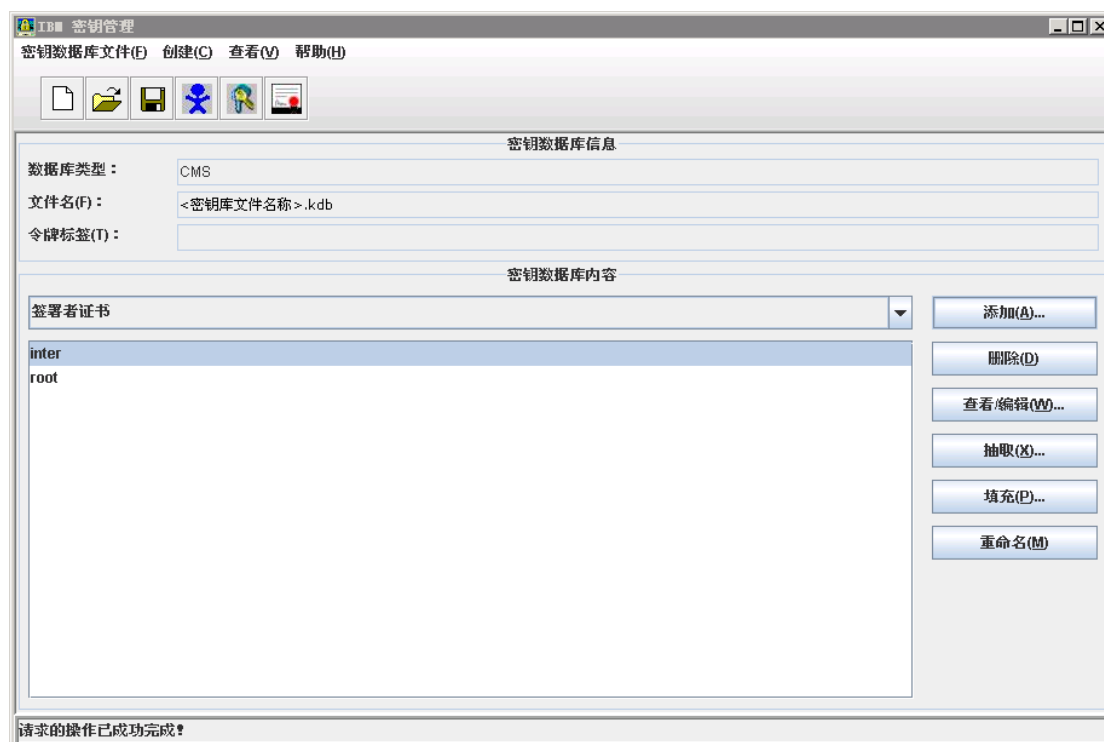 IBM 密钥管理
密钥数据库文件(F) 创建(C) 查看(V) 帮助(H)
密钥数据库信息
数据库类型：
CMS
文件名(F)：
<密钥库文件名称>.kdb
令牌标签(T)：
密钥数据库内容
签署者证书
添加(A)...
inter
root
删除(D)
查看/编辑(W)...
抽取(X)...
填充(P)...
重命名(M)
请求的操作已成功完成！